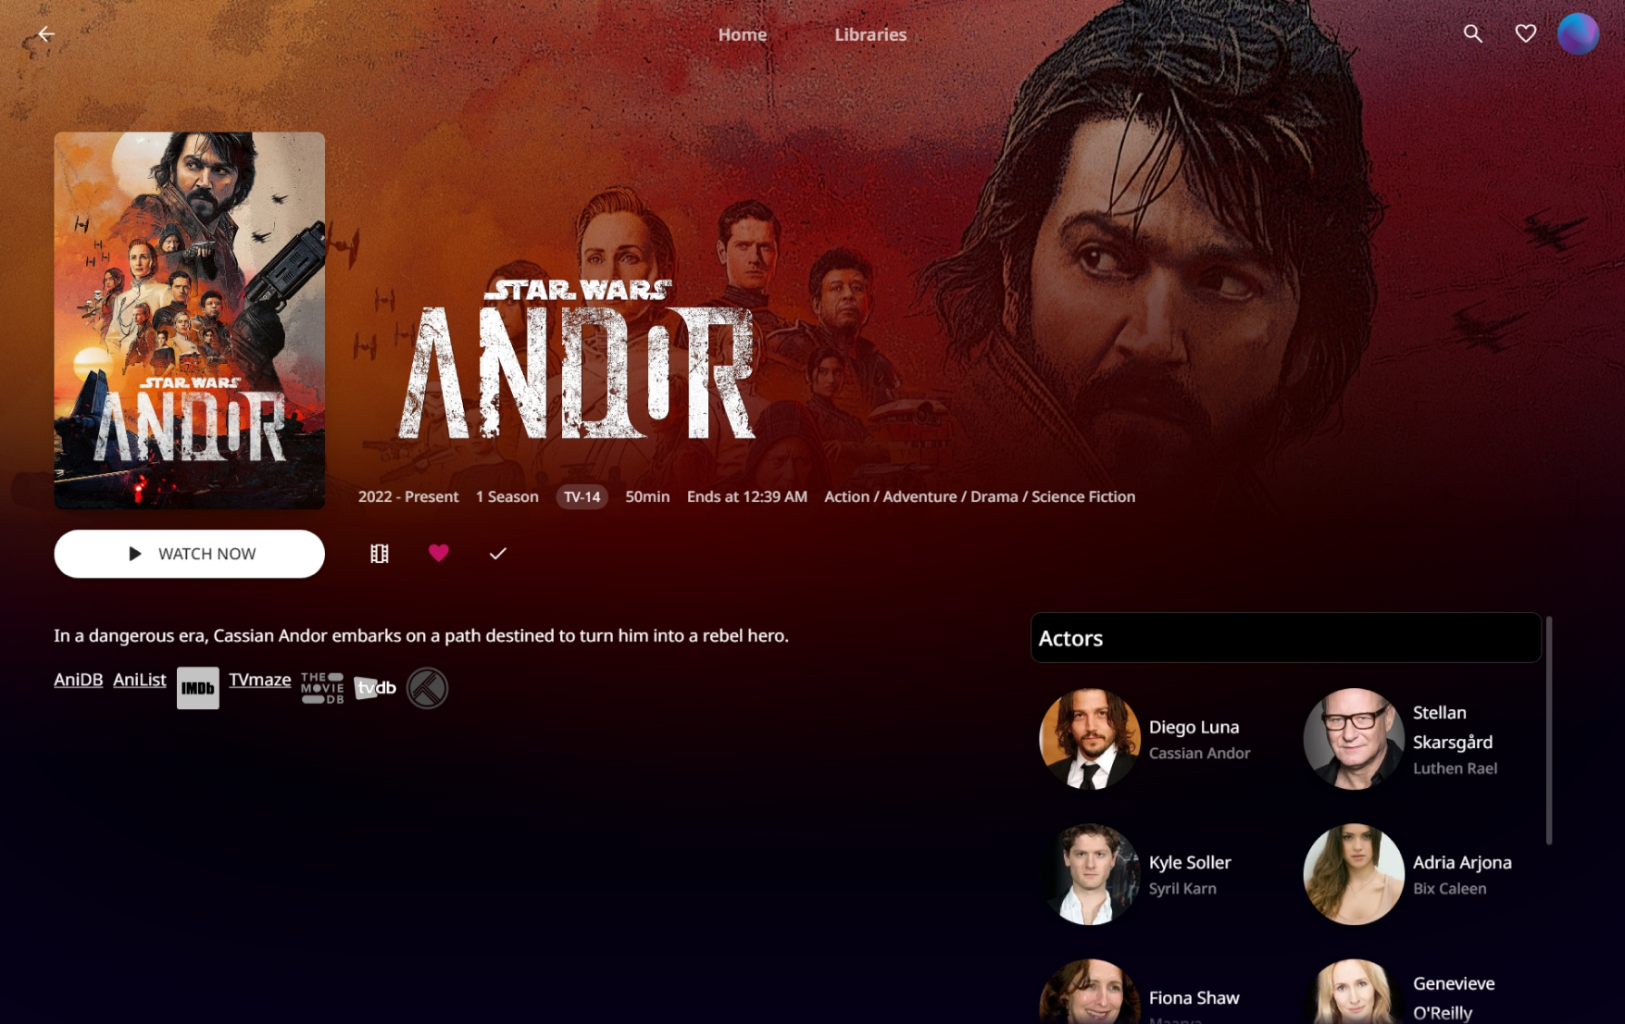 Home
Libraries
STAR WARS
ANDOR
STAR WARS
ANDOR
2022 - Present 1 Season TV-14 50min Ends at 12:39 AM Action / Adventure / Drama / Science Fiction
WATCH NOW
In a dangerous era, Cassian Andor embarks on a path destined to turn him into a rebel hero.
AniDB AniList IMDb TVmaze THE MOVIE DB tvdb
Actors
Diego Luna
Cassian Andor
Stellan
Skarsgård
Luthen Rael
Kyle Soller
Syril Karn
Adria Arjona
Bix Caleen
Fiona Shaw
Genevieve
O'Reilly